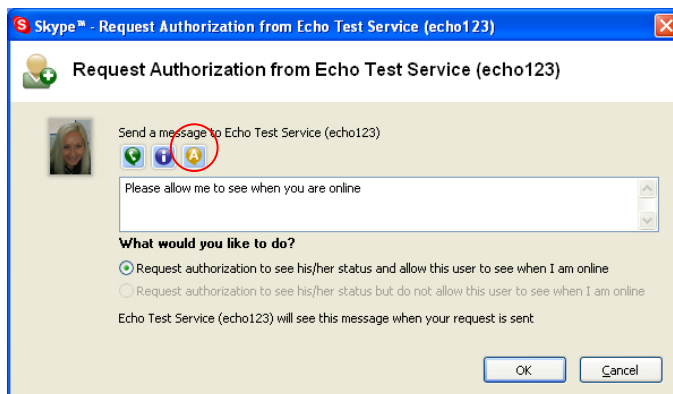 Skype™ - Request Authorization from Echo Test Service (echo123)
Request Authorization from Echo Test Service (echo123)
Send a message to Echo Test Service (echo123)
i A
Please allow me to see when you are online
What would you like to do?
Request authorization to see his/her status and allow this user to see when I am online
Request authorization to see his/her status but do not allow this user to see when I am online
Echo Test Service (echo123) will see this message when your request is sent
OK Cancel